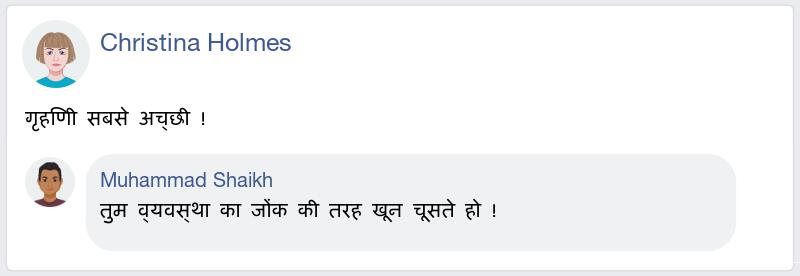 Christina Holmes
गृहणिी सबसे अच्छी !
Muhammad Shaikh
तुम व्यवस्था का जोंक की तरह खून चूसते हो !